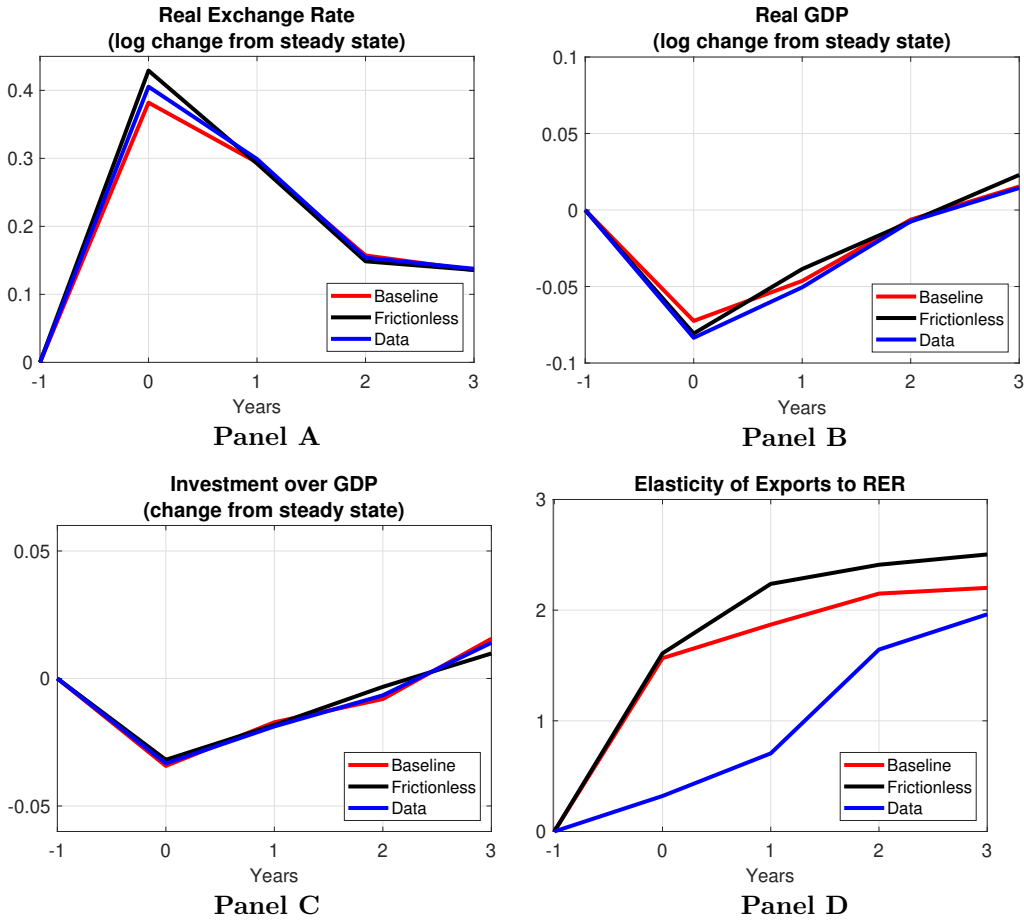 Real Exchange Rate
(log change from steady state)
0.4
0.3
0.2
0.1
0
-1
0
1
2
3
Baseline
Frictionless
Data
Years
Panel A
Real GDP
(log change from steady state)
0.1
0.05
0
-0.05
-0.1
-1
0
1
2
3
Baseline
Frictionless
Data
Years
Panel B
Investment over GDP
(change from steady state)
0.05
0
-0.05
-1
0
1
2
3
Baseline
Frictionless
Data
Years
Panel C
Elasticity of Exports to RER
3
2
1
0
-1
0
1
2
3
Baseline
Frictionless
Data
Years
Panel D